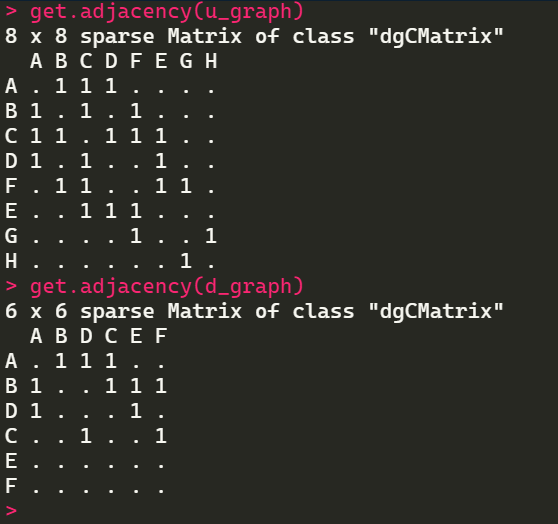 > get.adjacency(u_graph)
8 x 8 sparse Matrix of class "dgCMatrix"
  A B C D F E G H
A . 1 1 1 . . . .
B 1 . 1 . 1 . . .
C 1 1 . 1 1 1 . .
D 1 . 1 . . 1 . .
F . 1 1 . . 1 1 .
E . . 1 1 1 . . .
G . . . . 1 . . 1
H . . . . . . 1 .
> get.adjacency(d_graph)
6 x 6 sparse Matrix of class "dgCMatrix"
  A B D C E F
A . 1 1 1 . .
B 1 . . 1 1 1
D 1 . . . 1 .
C . . 1 . . 1
E . . . . . .
F . . . . . .
>